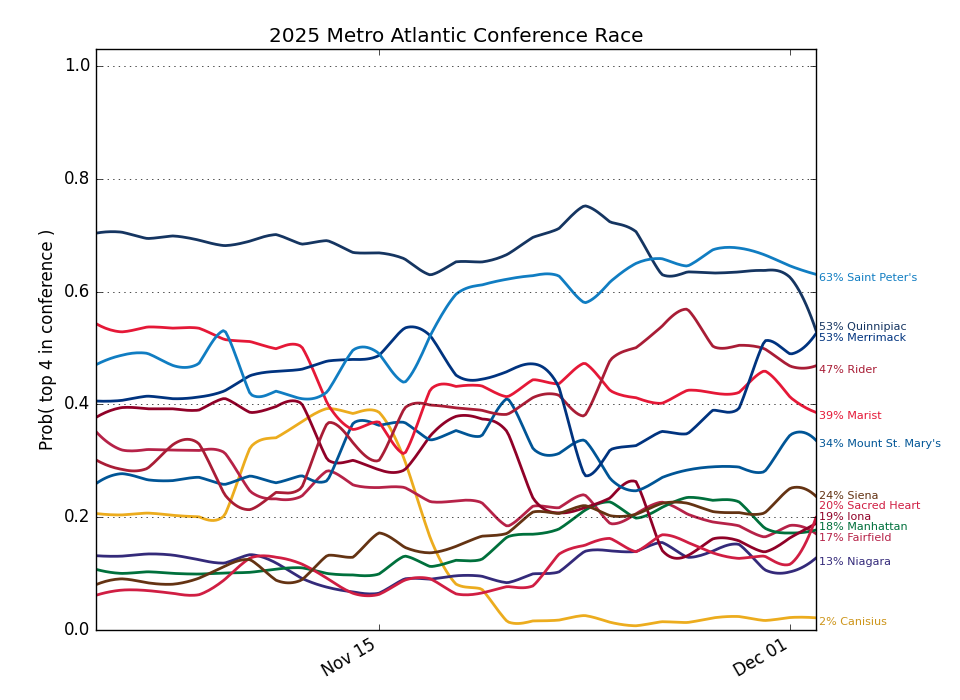 2025 Metro Atlantic Conference Race
Prob( top 4 in conference )
1.0
0.8
0.6
0.4
0.2
0.0
Nov 15
Dec 01
63% Saint Peter's
53% Quinnipiac
53% Merrimack
47% Rider
39% Marist
34% Mount St. Mary's
24% Siena
20% Sacred Heart
19% Iona
18% Manhattan
17% Fairfield
13% Niagara
2% Canisius